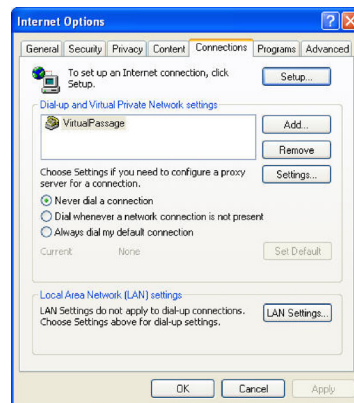 Internet Options
General Security Privacy Content Connections Programs Advanced
To set up an Internet connection, click
Setup.
Setup...
Dial-up and Virtual Private Network settings
VirtualPassage
Add...
Remove
Choose Settings if you need to configure a proxy
server for a connection.
Settings...
Never dial a connection
Dial whenever a network connection is not present
Always dial my default connection
Current None Set Default
Local Area Network (LAN) settings
LAN Settings do not apply to dial-up connections.
Choose Settings above for dial-up settings.
LAN Settings...
OK Cancel Apply